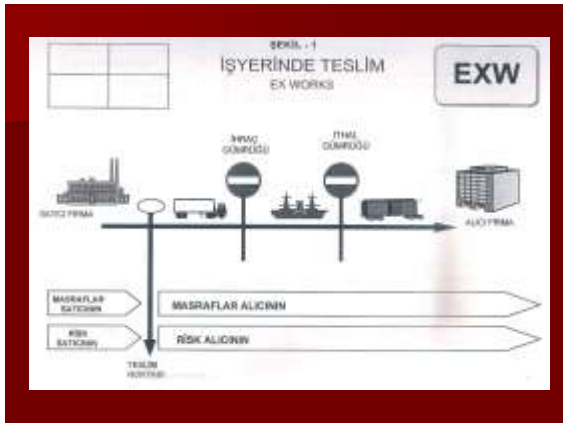 ŞEKİL - 1
İŞYERİNDE TESLİM
EX WORKS
EXW
İHRAÇ
GÜMRÜĞÜ
İTHAL
GÜMRÜĞÜ
SATICI FİRMA
ALICI FİRMA
MASRAFLAR
SATICININ
MASRAFLAR ALICININ
RİSK
SATICININ
RİSK ALICININ
TESLİM
NOKTASI